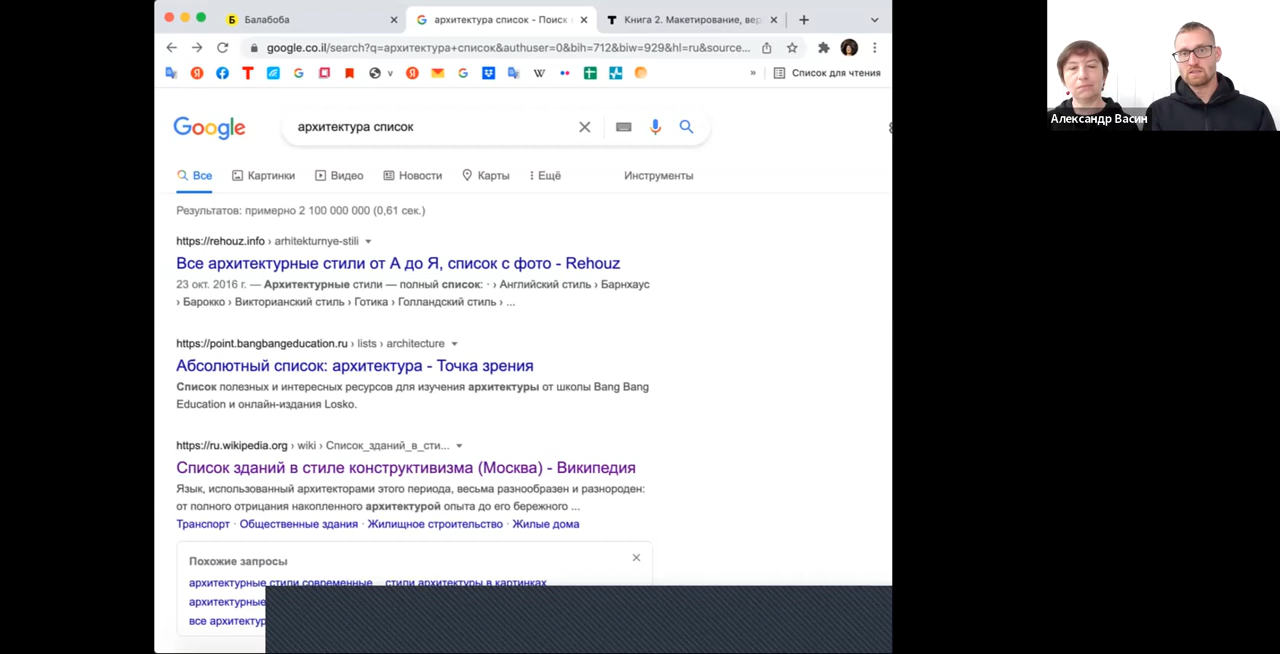 Балабоба
архитектура список - Поиск
Книга 2. Макетирование, вер
google.co.il/search?q=архитектура+список&authuser=0&bih=712&biw=929&hl=ru&source...
Список для чтения
Google
архитектура список
Все
Картинки
Видео
Новости
Карты
Ещё
Инструменты
Результатов: примерно 2 100 000 000 (0,61 сек.)
https://rehouz.info › arhitekturnye-stili
Все архитектурные стили от А до Я, список с фото - Rehouz
23 окт. 2016 г. — Архитектурные стили — полный список: · › Английский стиль › Барнхаус
› Барокко › Викторианский стиль › Готика › Голландский стиль › ...
https://point.bangbangeducation.ru › lists › architecture
Абсолютный список: архитектура - Точка зрения
Список полезных и интересных ресурсов для изучения архитектуры от школы Bang Bang
Education и онлайн-издания Losko.
https://ru.wikipedia.org › wiki › Список_зданий_в_сти...
Список зданий в стиле конструктивизма (Москва) - Википедия
Язык, использованный архитекторами этого периода, весьма разнообразен и разнороден:
от полного отрицания накопленного архитектурой опыта до его бережного ...
Транспорт · Общественные здания · Жилищное строительство · Жилые дома
Похожие запросы
архитектурные стили современные
стили архитектуры в картинках
архитектурные
все архитектур
Александр Васин